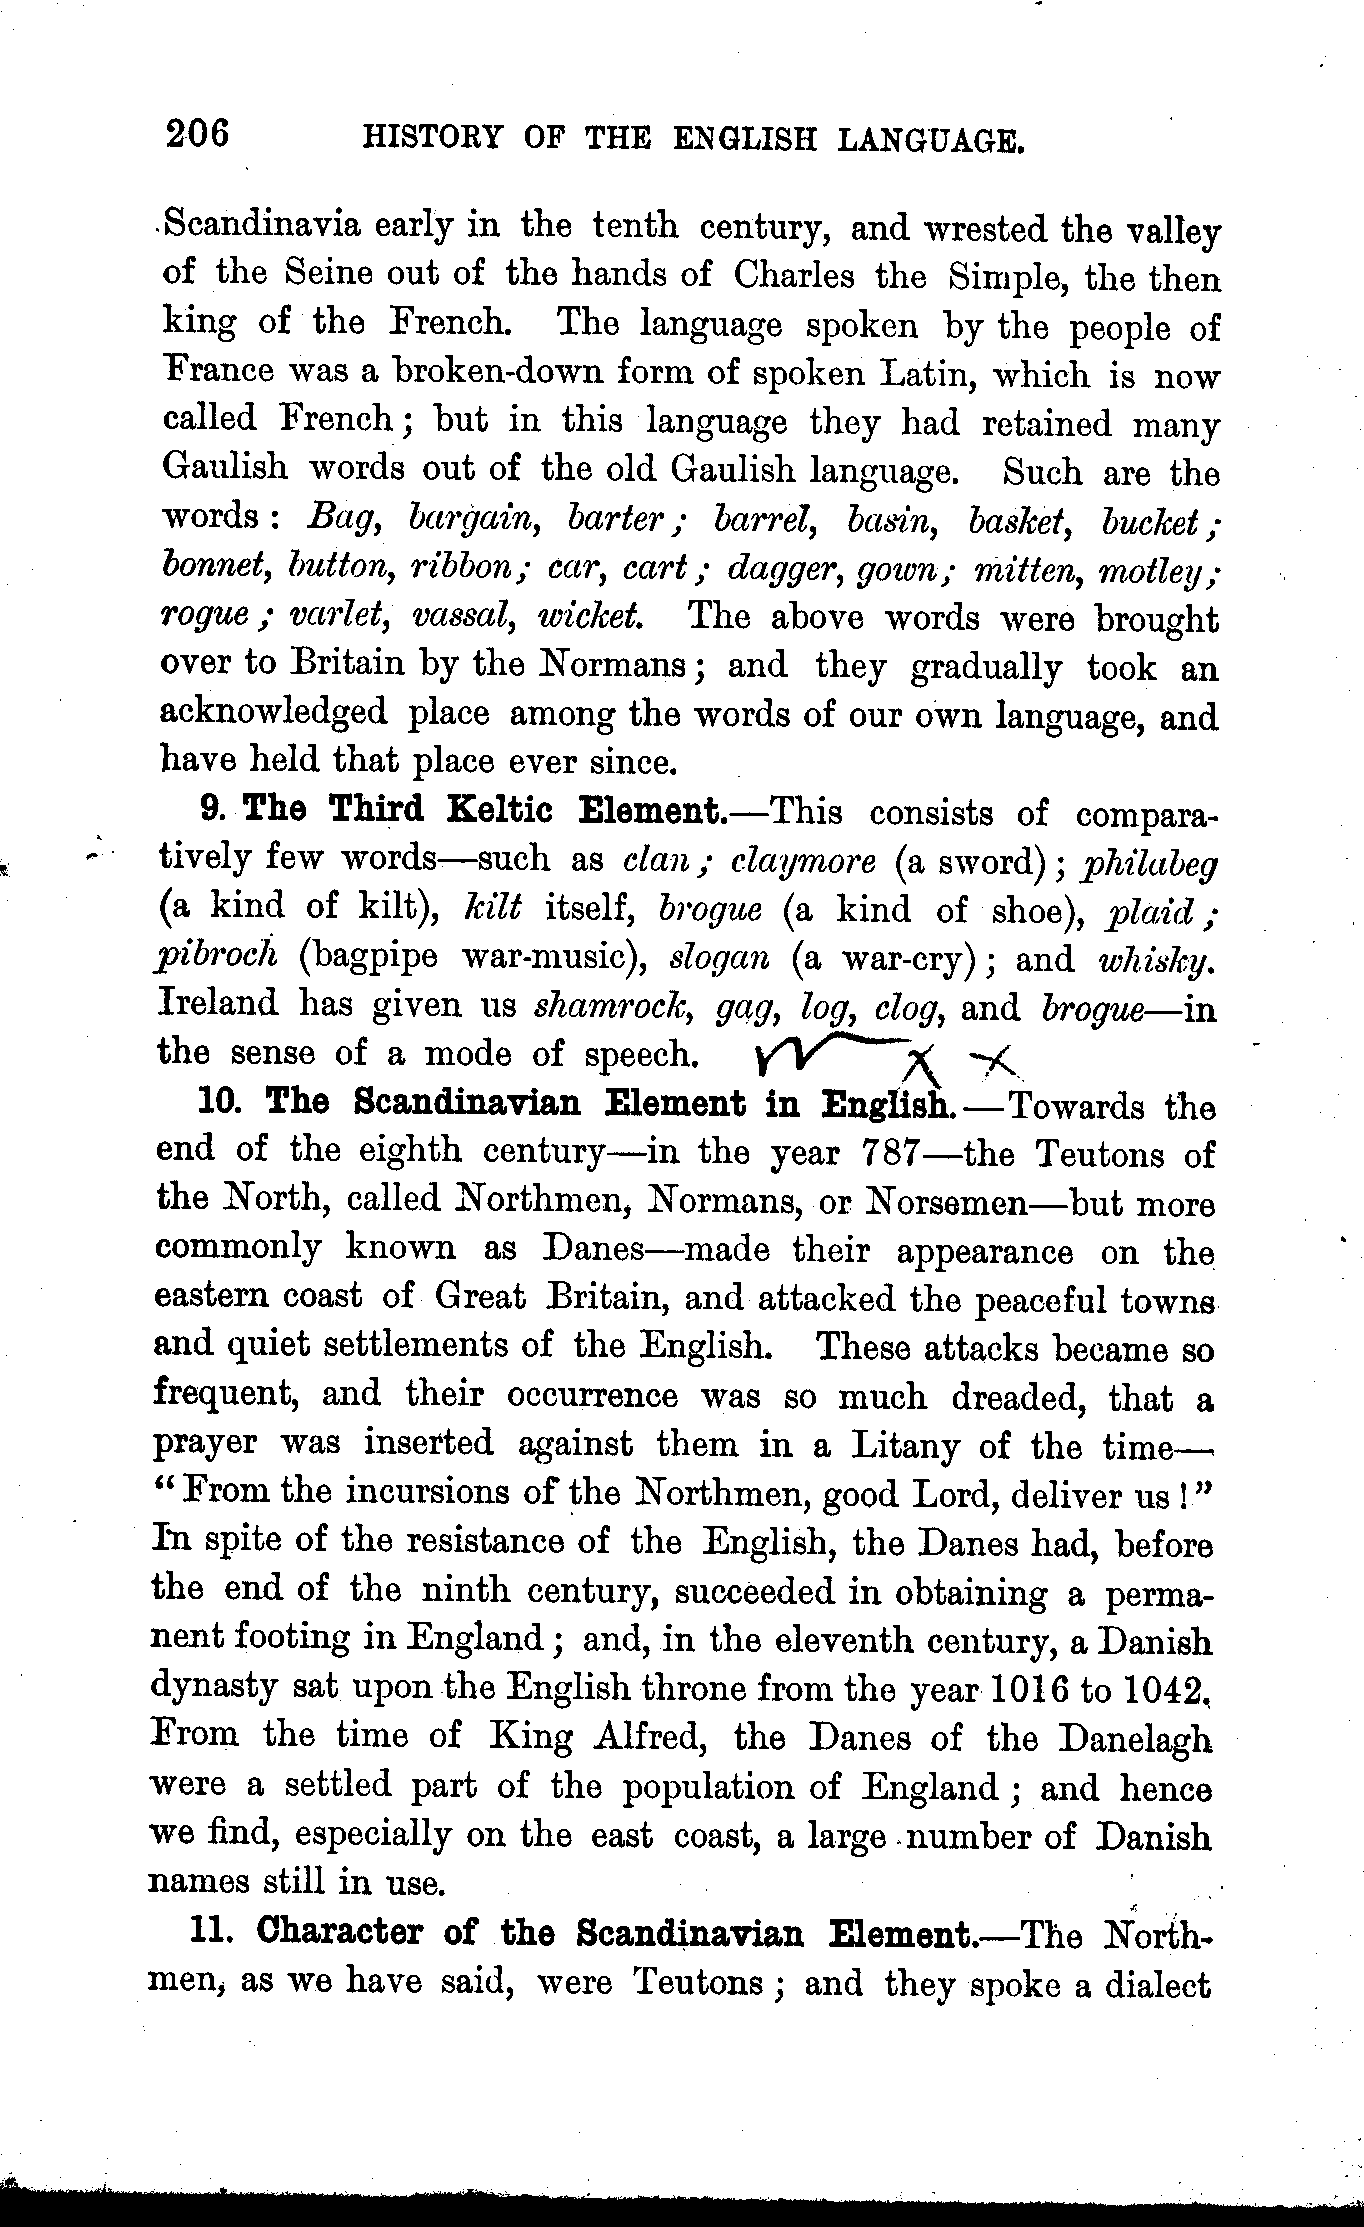 206 HISTORY OF THE ENGLISH LANGUAGE.
Scandinavia early in the tenth century, and wrested the valley
of the Seine out of the hands of Charles the Simple, the then
king of the French. The language spoken by the people of
France was a broken-down form of spoken Latin, which is now
called French; but in this language they had retained many
Gaulish words out of the old Gaulish language. Such are the
words: Bag, bargain, barter; barrel, basin, basket, bucket;
bonnet, button, ribbon; car, cart; dagger, gown; mitten, motley;
rogue; varlet, vassal, wicket. The above words were brought
over to Britain by the Normans; and they gradually took an
acknowledged place among the words of our own language, and
have held that place ever since.
9. The Third Keltic Element.—This consists of compara-
tively few words—such as clan; claymore (a sword); philabeg
(a kind of kilt), kilt itself, brogue (a kind of shoe), plaid;
pibroch (bagpipe war-music), slogan (a war-cry); and whisky.
Ireland has given us shamrock, gag, log, clog, and brogue—in
the sense of a mode of speech.
10. The Scandinavian Element in English.—Towards the
end of the eighth century—in the year 787—the Teutons of
the North, called Northmen, Normans, or Norsemen—but more
commonly known as Danes—made their appearance on the
eastern coast of Great Britain, and attacked the peaceful towns
and quiet settlements of the English. These attacks became so
frequent, and their occurrence was so much dreaded, that a
prayer was inserted against them in a Litany of the time—
"From the incursions of the Northmen, good Lord, deliver us!"
In spite of the resistance of the English, the Danes had, before
the end of the ninth century, succeeded in obtaining a perma-
nent footing in England; and, in the eleventh century, a Danish
dynasty sat upon the English throne from the year 1016 to 1042.
From the time of King Alfred, the Danes of the Danelagh
were a settled part of the population of England; and hence
we find, especially on the east coast, a large number of Danish
names still in use.
11. Character of the Scandinavian Element.—The North-
men, as we have said, were Teutons; and they spoke a dialect